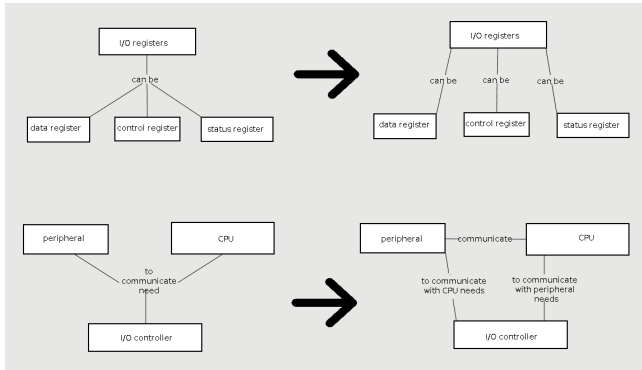 I/O registers
can be
data register
control register
status register
I/O registers
can be
can be
can be
data register
control register
status register
peripheral
CPU
to
communicate
need
I/O controller
peripheral
communicate
CPU
to communicate
with CPU needs
to communicate
with peripheral
needs
I/O controller